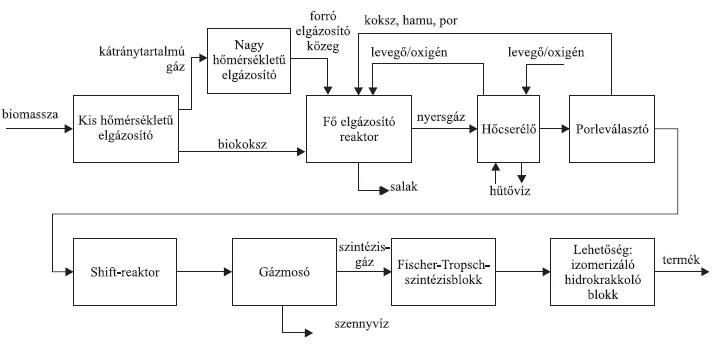 biomassza
Kis hőmérsékletű
elgázosító
kátránytartalmú
gáz
Nagy
hőmérsékletű
elgázosító
forró
elgázosító
közeg
biokoksz
koksz, hamu, por
levegő/oxigén
Fő elgázosító
reaktor
salak
nyersgáz
levegő/oxigén
Hőcserélő
hűtővíz
Porleválasztó
Shift-reaktor
Gázmosó
szennyvíz
szintézis-
gáz
Fischer-Tropsch-
szintézisblokk
Lehetőség:
izomerizáló
hidrokrakkoló
blokk
termék